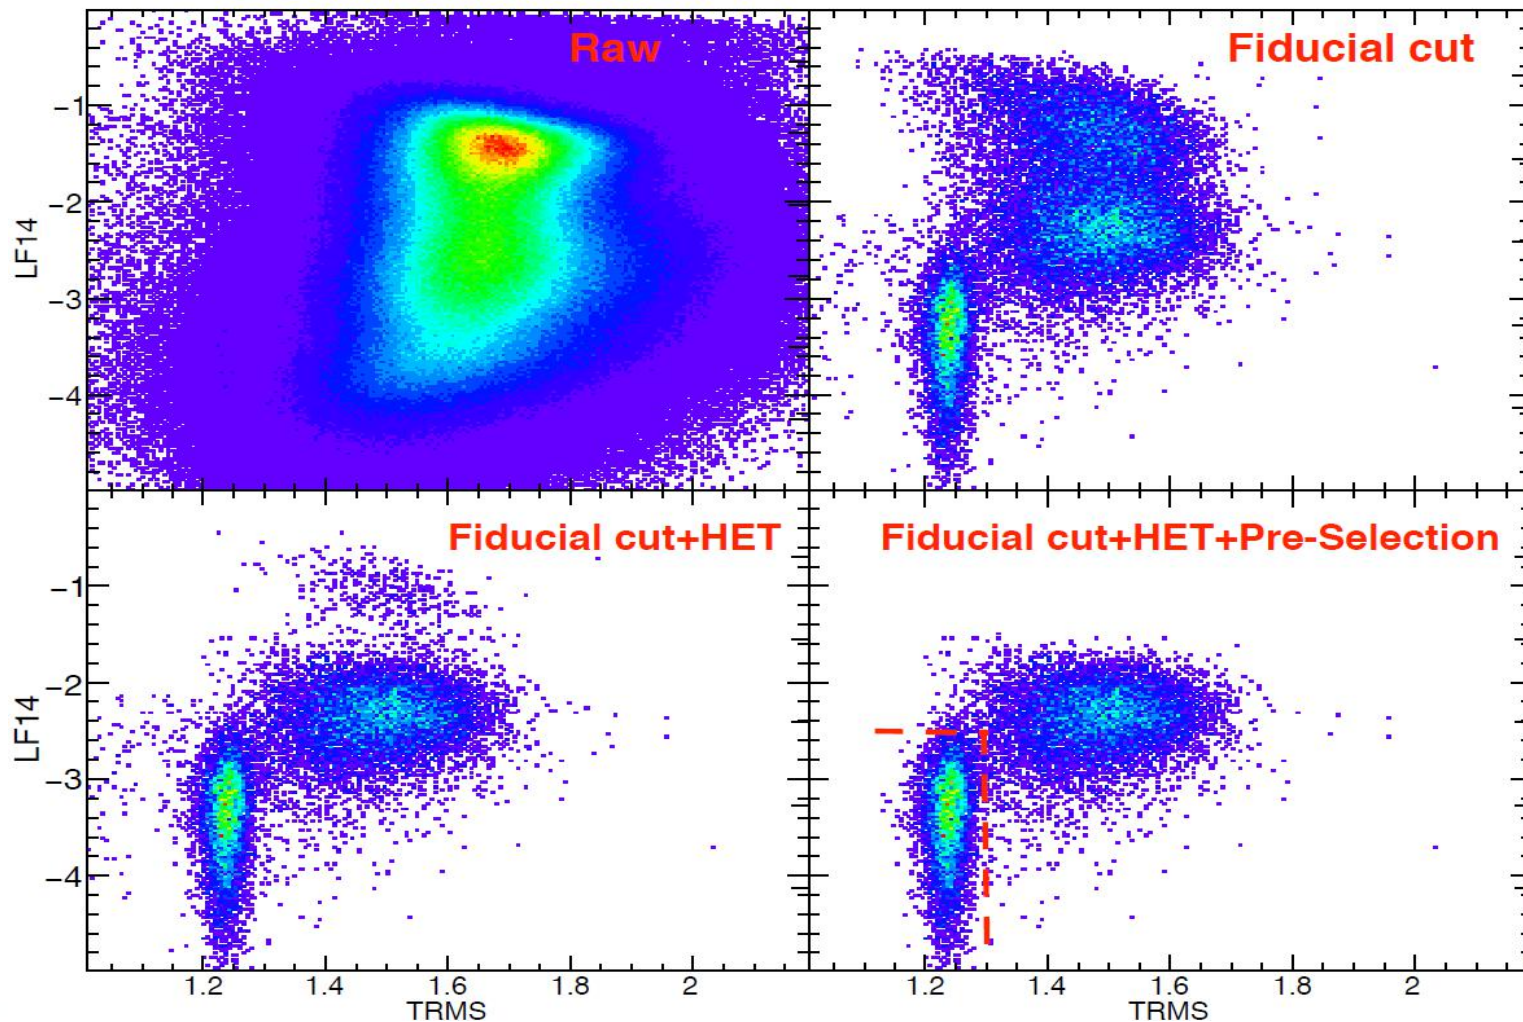 Raw
Fiducial cut
LF14
−1
−2
−3
−4
Fiducial cut+HET
Fiducial cut+HET+Pre-Selection
LF14
−1
−2
−3
−4
1.2 1.4 1.6 1.8 2
1.2 1.4 1.6 1.8 2
TRMS
TRMS